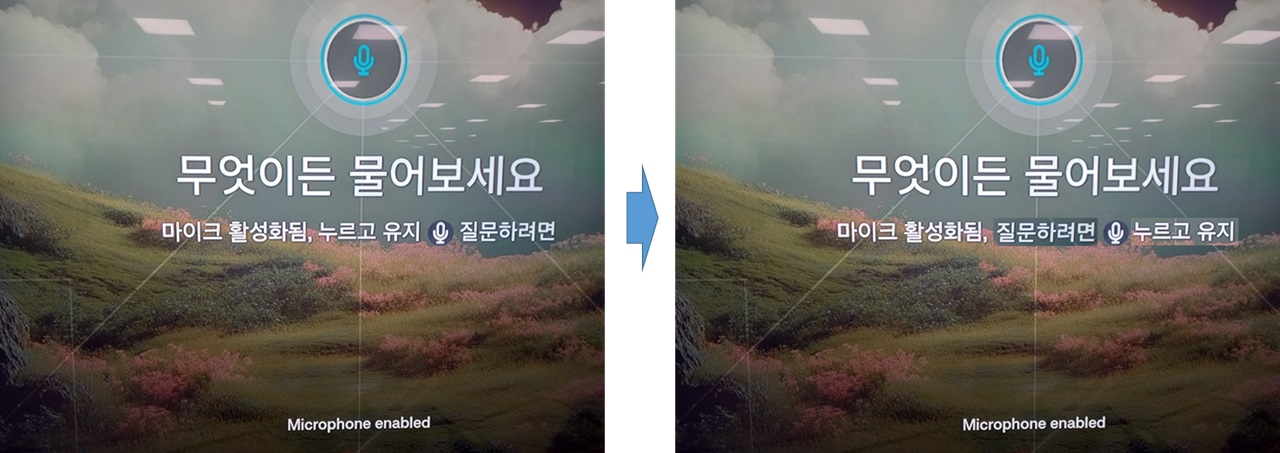 무엇이든 물어보세요
마이크 활성화됨, 누르고 유지 질문하려면
Microphone enabled
무엇이든 물어보세요
마이크 활성화됨, 질문하려면 누르고 유지
Microphone enabled